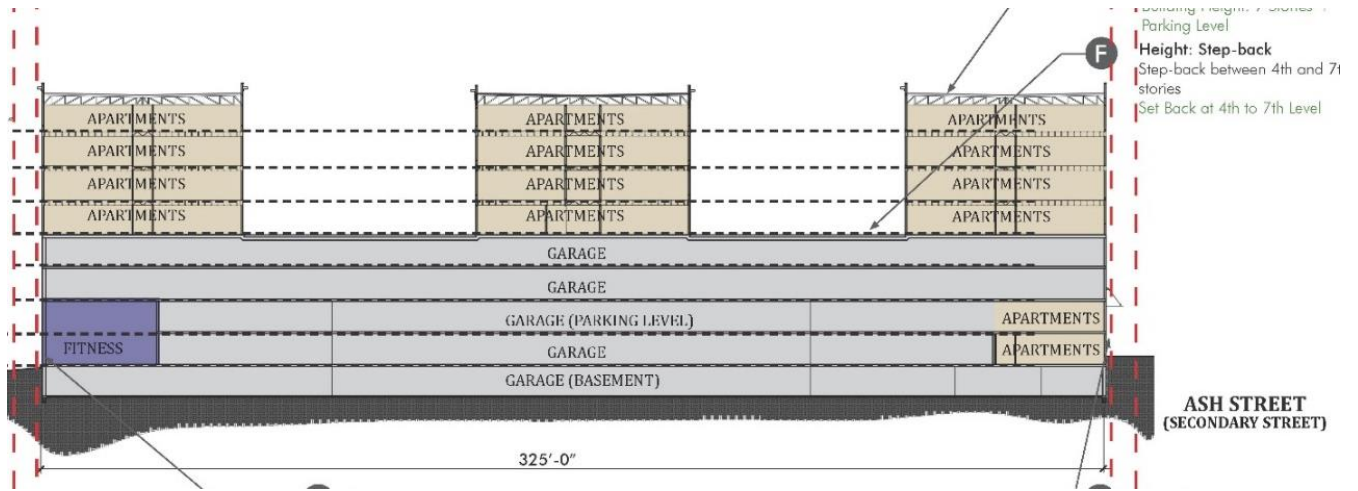 Parking Level
F
Height: Step-back
Step-back between 4th and 7t
stories
Set Back at 4th to 7th Level
APARTMENTS APARTMENTS APARTMENTS
APARTMENTS APARTMENTS APARTMENTS
APARTMENTS APARTMENTS APARTMENTS
APARTMENTS APARTMENTS APARTMENTS
GARAGE
GARAGE
GARAGE (PARKING LEVEL) APARTMENTS
FITNESS GARAGE APARTMENTS
GARAGE (BASEMENT)
ASH STREET
(SECONDARY STREET)
325'-0"